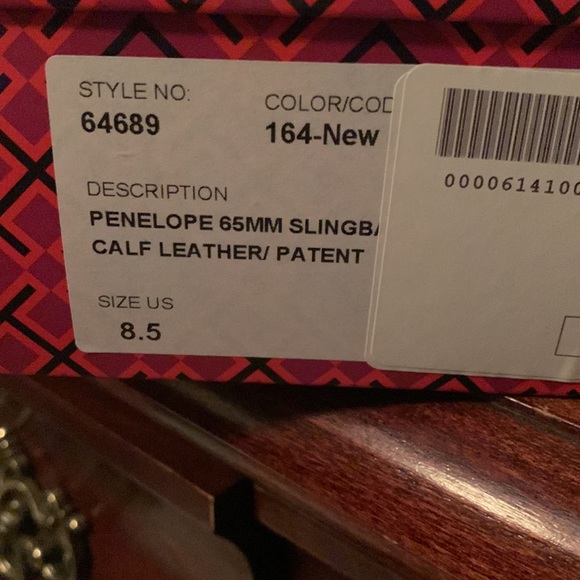 STYLE NO:
64689
COLOR/COD
164-New
DESCRIPTION
PENELOPE 65MM SLINGBA
CALF LEATHER/ PATENT
SIZE US
8.5
0000614100